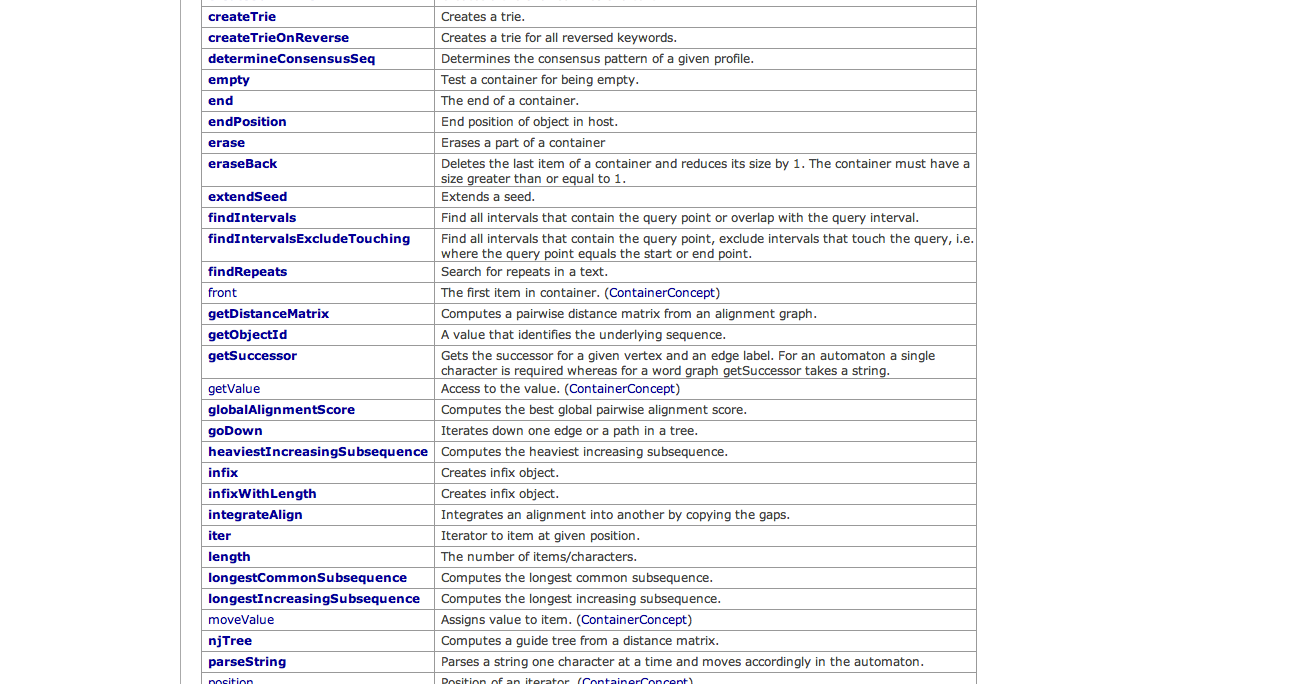 createTrie Creates a trie.
createTrieOnReverse Creates a trie for all reversed keywords.
determineConsensusSeq Determines the consensus pattern of a given profile.
empty Test a container for being empty.
end The end of a container.
endPosition End position of object in host.
erase Erases a part of a container
eraseBack Deletes the last item of a container and reduces its size by 1. The container must have a
size greater than or equal to 1.
extendSeed Extends a seed.
findIntervals Find all intervals that contain the query point or overlap with the query interval.
findIntervalsExcludeTouching Find all intervals that contain the query point, exclude intervals that touch the query, i.e.
where the query point equals the start or end point.
findRepeats Search for repeats in a text.
front The first item in container. (ContainerConcept)
getDistanceMatrix Computes a pairwise distance matrix from an alignment graph.
getObjectId A value that identifies the underlying sequence.
getSuccessor Gets the successor for a given vertex and an edge label. For an automaton a single
character is required whereas for a word graph getSuccessor takes a string.
getValue Access to the value. (ContainerConcept)
globalAlignmentScore Computes the best global pairwise alignment score.
goDown Iterates down one edge or a path in a tree.
heaviestIncreasingSubsequence Computes the heaviest increasing subsequence.
infix Creates infix object.
infixWithLength Creates infix object.
integrateAlign Integrates an alignment into another by copying the gaps.
iter Iterator to item at given position.
length The number of items/characters.
longestCommonSubsequence Computes the longest common subsequence.
longestIncreasingSubsequence Computes the longest increasing subsequence.
moveValue Assigns value to item. (ContainerConcept)
njTree Computes a guide tree from a distance matrix.
parseString Parses a string one character at a time and moves accordingly in the automaton.
position Position of an iterator. (ContainerConcept)